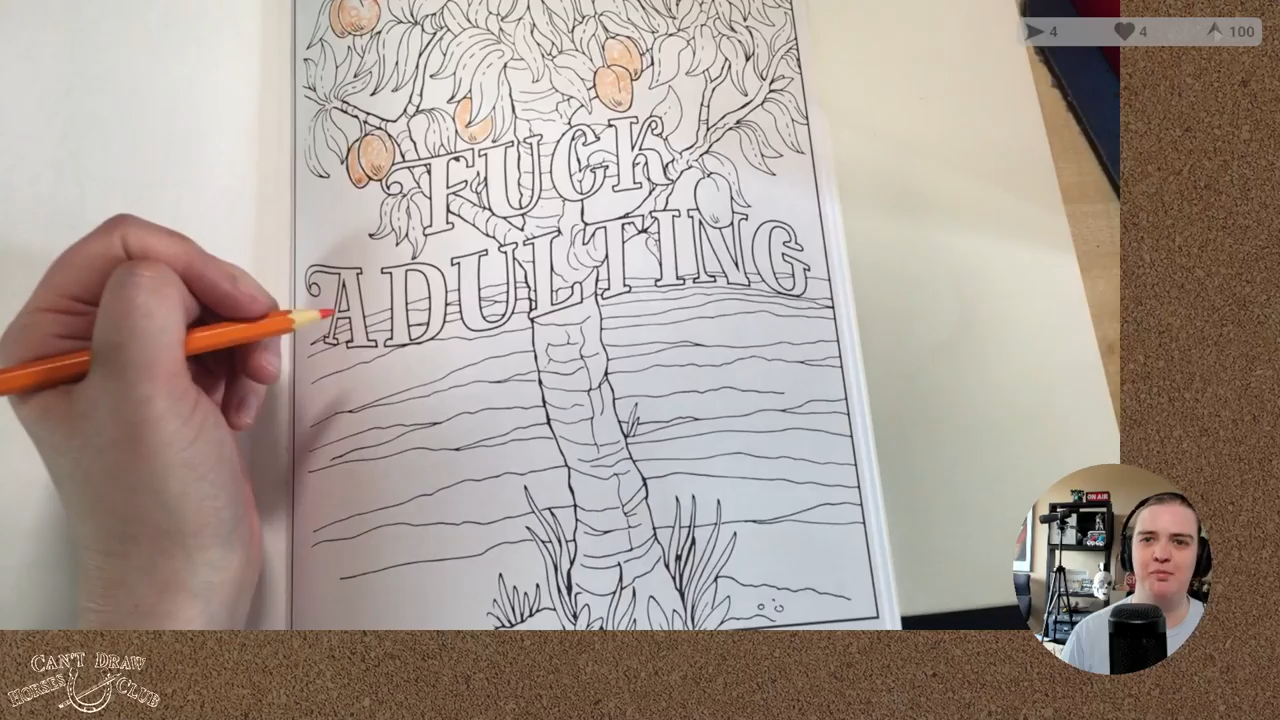 4 4 100
FUCK
ADULTING
ON AIR
CAN'T DRAW
HORSES CLUB